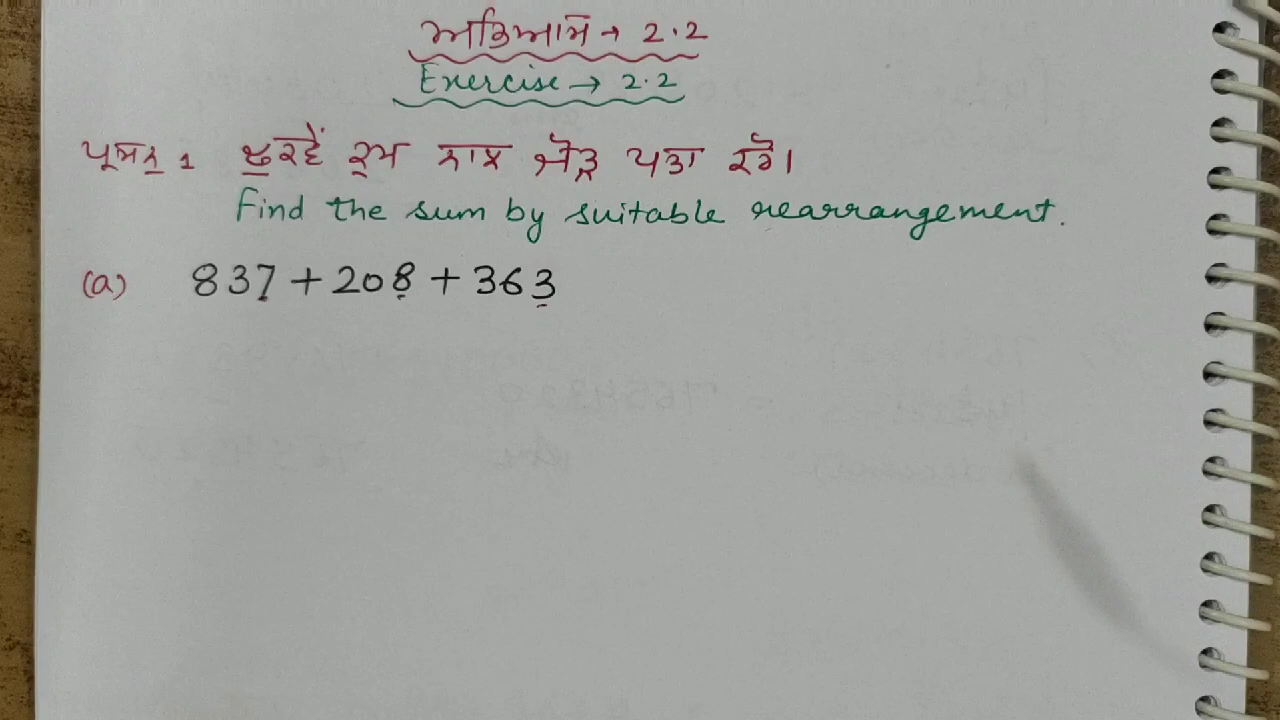 ਅਭਿਆਸ → 2.2
Exercise → 2.2
ਪ੍ਰਸ਼ਨ 1 ਢੁਕਵੇਂ ਕ੍ਰਮ ਨਾਲ ਜੋੜ ਪਤਾ ਕਰੋ।
Find the sum by suitable rearrangement.
(a) 837 + 208 + 363